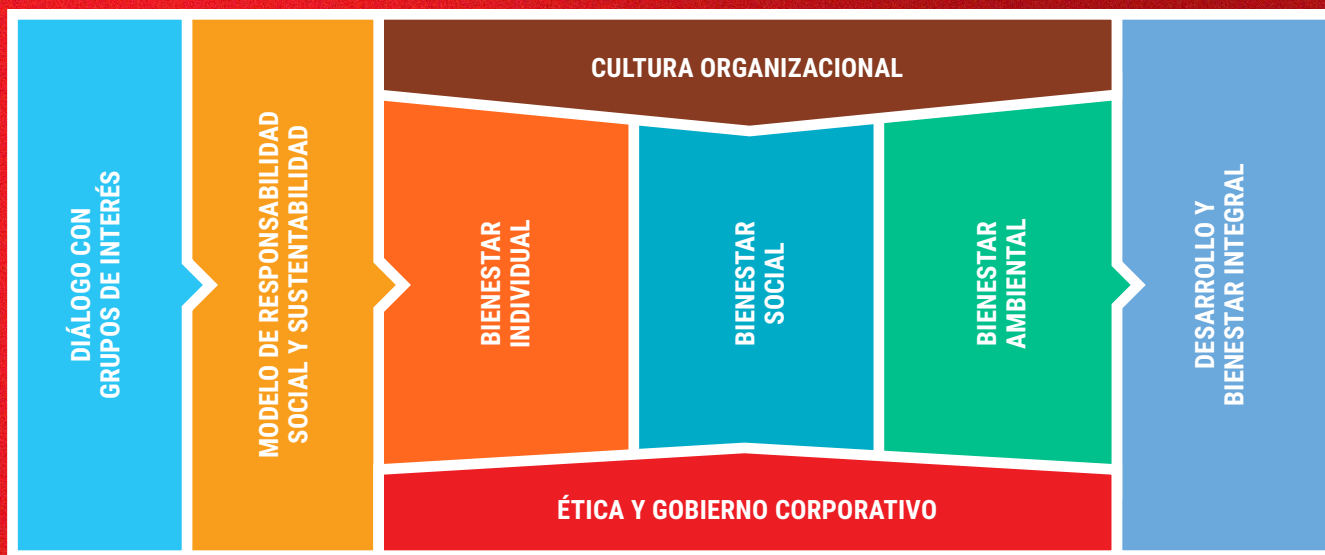 DIÁLOGO CON
GRUPOS DE INTERÉS
MODELO DE RESPONSABILIDAD
SOCIAL Y SUSTENTABILIDAD
CULTURA ORGANIZACIONAL
BIENESTAR
INDIVIDUAL
BIENESTAR
SOCIAL
BIENESTAR
AMBIENTAL
ÉTICA Y GOBIERNO CORPORATIVO
DESARROLLO Y
BIENESTAR INTEGRAL